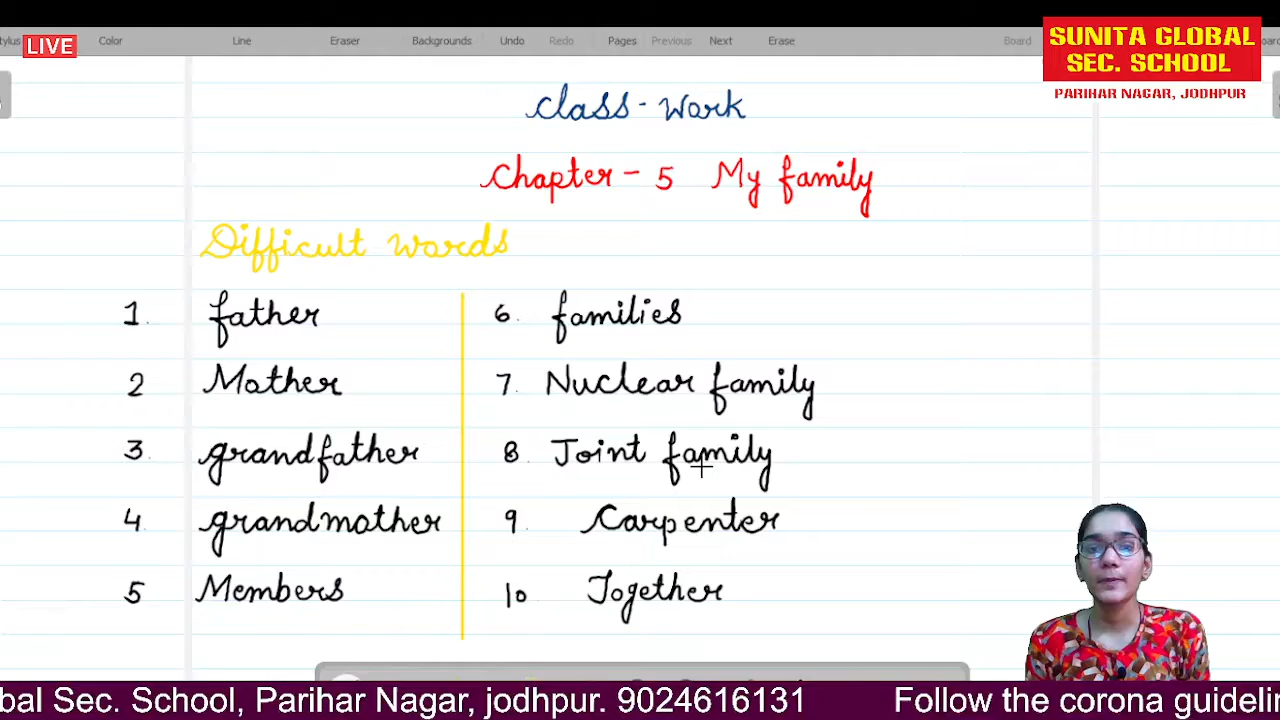 LIVE
Color Line Eraser Backgrounds Undo Redo Pages Previous Next Erase Board
SUNITA GLOBAL
SEC. SCHOOL
PARIHAR NAGAR, JODHPUR
Class-Work
Chapter-5 My family
Difficult words
1. father
2 Mother
3. grandfather
4. grandmother
5 Members
6. families
7. Nuclear family
8. Joint family
9. Carpenter
10. Together
Sec. School, Parihar Nagar, jodhpur. 9024616131 Follow the corona